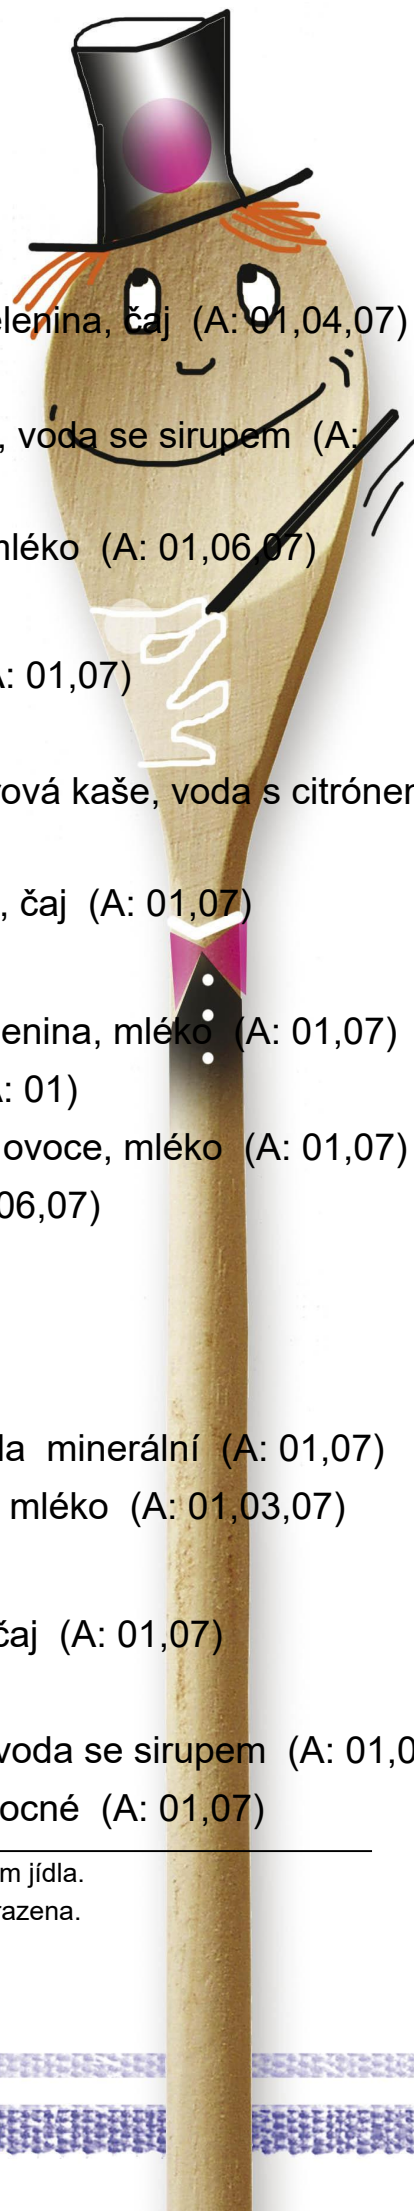 elenina, čaj (A: 01,04,07)
, voda se sirupem (A:
mléko (A: 01,06,07)
A: 01,07)
rová kaše, voda s citrónem
, čaj (A: 01,07)
lenina, mléko (A: 01,07)
A: 01)
ovoce, mléko (A: 01,07)
06,07)
da minerální (A: 01,07)
mléko (A: 01,03,07)
čaj (A: 01,07)
voda se sirupem (A: 01,0
ocné (A: 01,07)
m jídla.
razena.